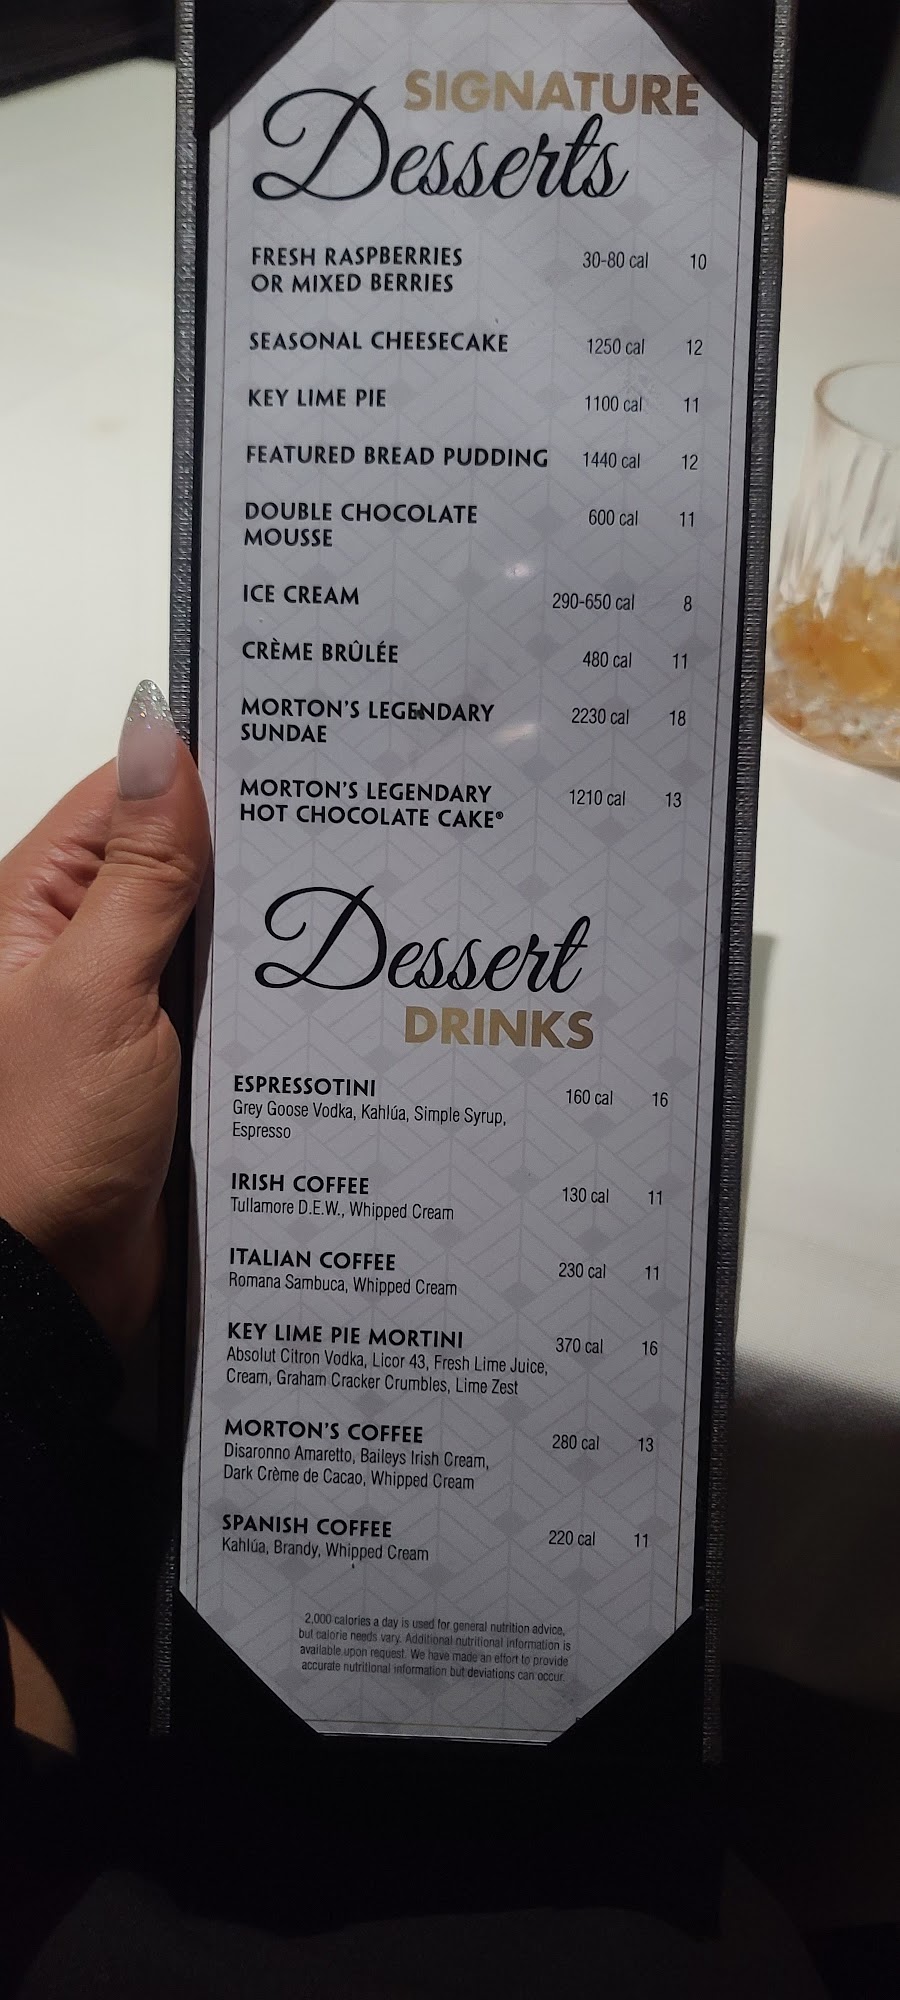 SIGNATURE
Desserts
FRESH RASPBERRIES 30-80 cal 10
OR MIXED BERRIES
SEASONAL CHEESECAKE 1250 cal 12
KEY LIME PIE 1100 cal 11
FEATURED BREAD PUDDING 1440 cal 12
DOUBLE CHOCOLATE 600 cal 11
MOUSSE
ICE CREAM 290-650 cal 8
CRÈME BRÛLÉE 480 cal 11
MORTON'S LEGENDARY 2230 cal 18
SUNDAE
MORTON'S LEGENDARY 1210 cal 13
HOT CHOCOLATE CAKE®
Dessert
DRINKS
ESPRESSOTINI 160 cal 16
Grey Goose Vodka, Kahlúa, Simple Syrup,
Espresso
IRISH COFFEE 130 cal 11
Tullamore D.E.W., Whipped Cream
ITALIAN COFFEE 230 cal 11
Romana Sambuca, Whipped Cream
KEY LIME PIE MORTINI 370 cal 16
Absolut Citron Vodka, Licor 43, Fresh Lime Juice,
Cream, Graham Cracker Crumbles, Lime Zest
MORTON'S COFFEE 280 cal 13
Disaronno Amaretto, Baileys Irish Cream,
Dark Crème de Cacao, Whipped Cream
SPANISH COFFEE 220 cal 11
Kahlúa, Brandy, Whipped Cream
2,000 calories a day is used for general nutrition advice,
but calorie needs vary. Additional nutritional information is
available upon request. We have made an effort to provide
accurate nutritional information but deviations can occur.